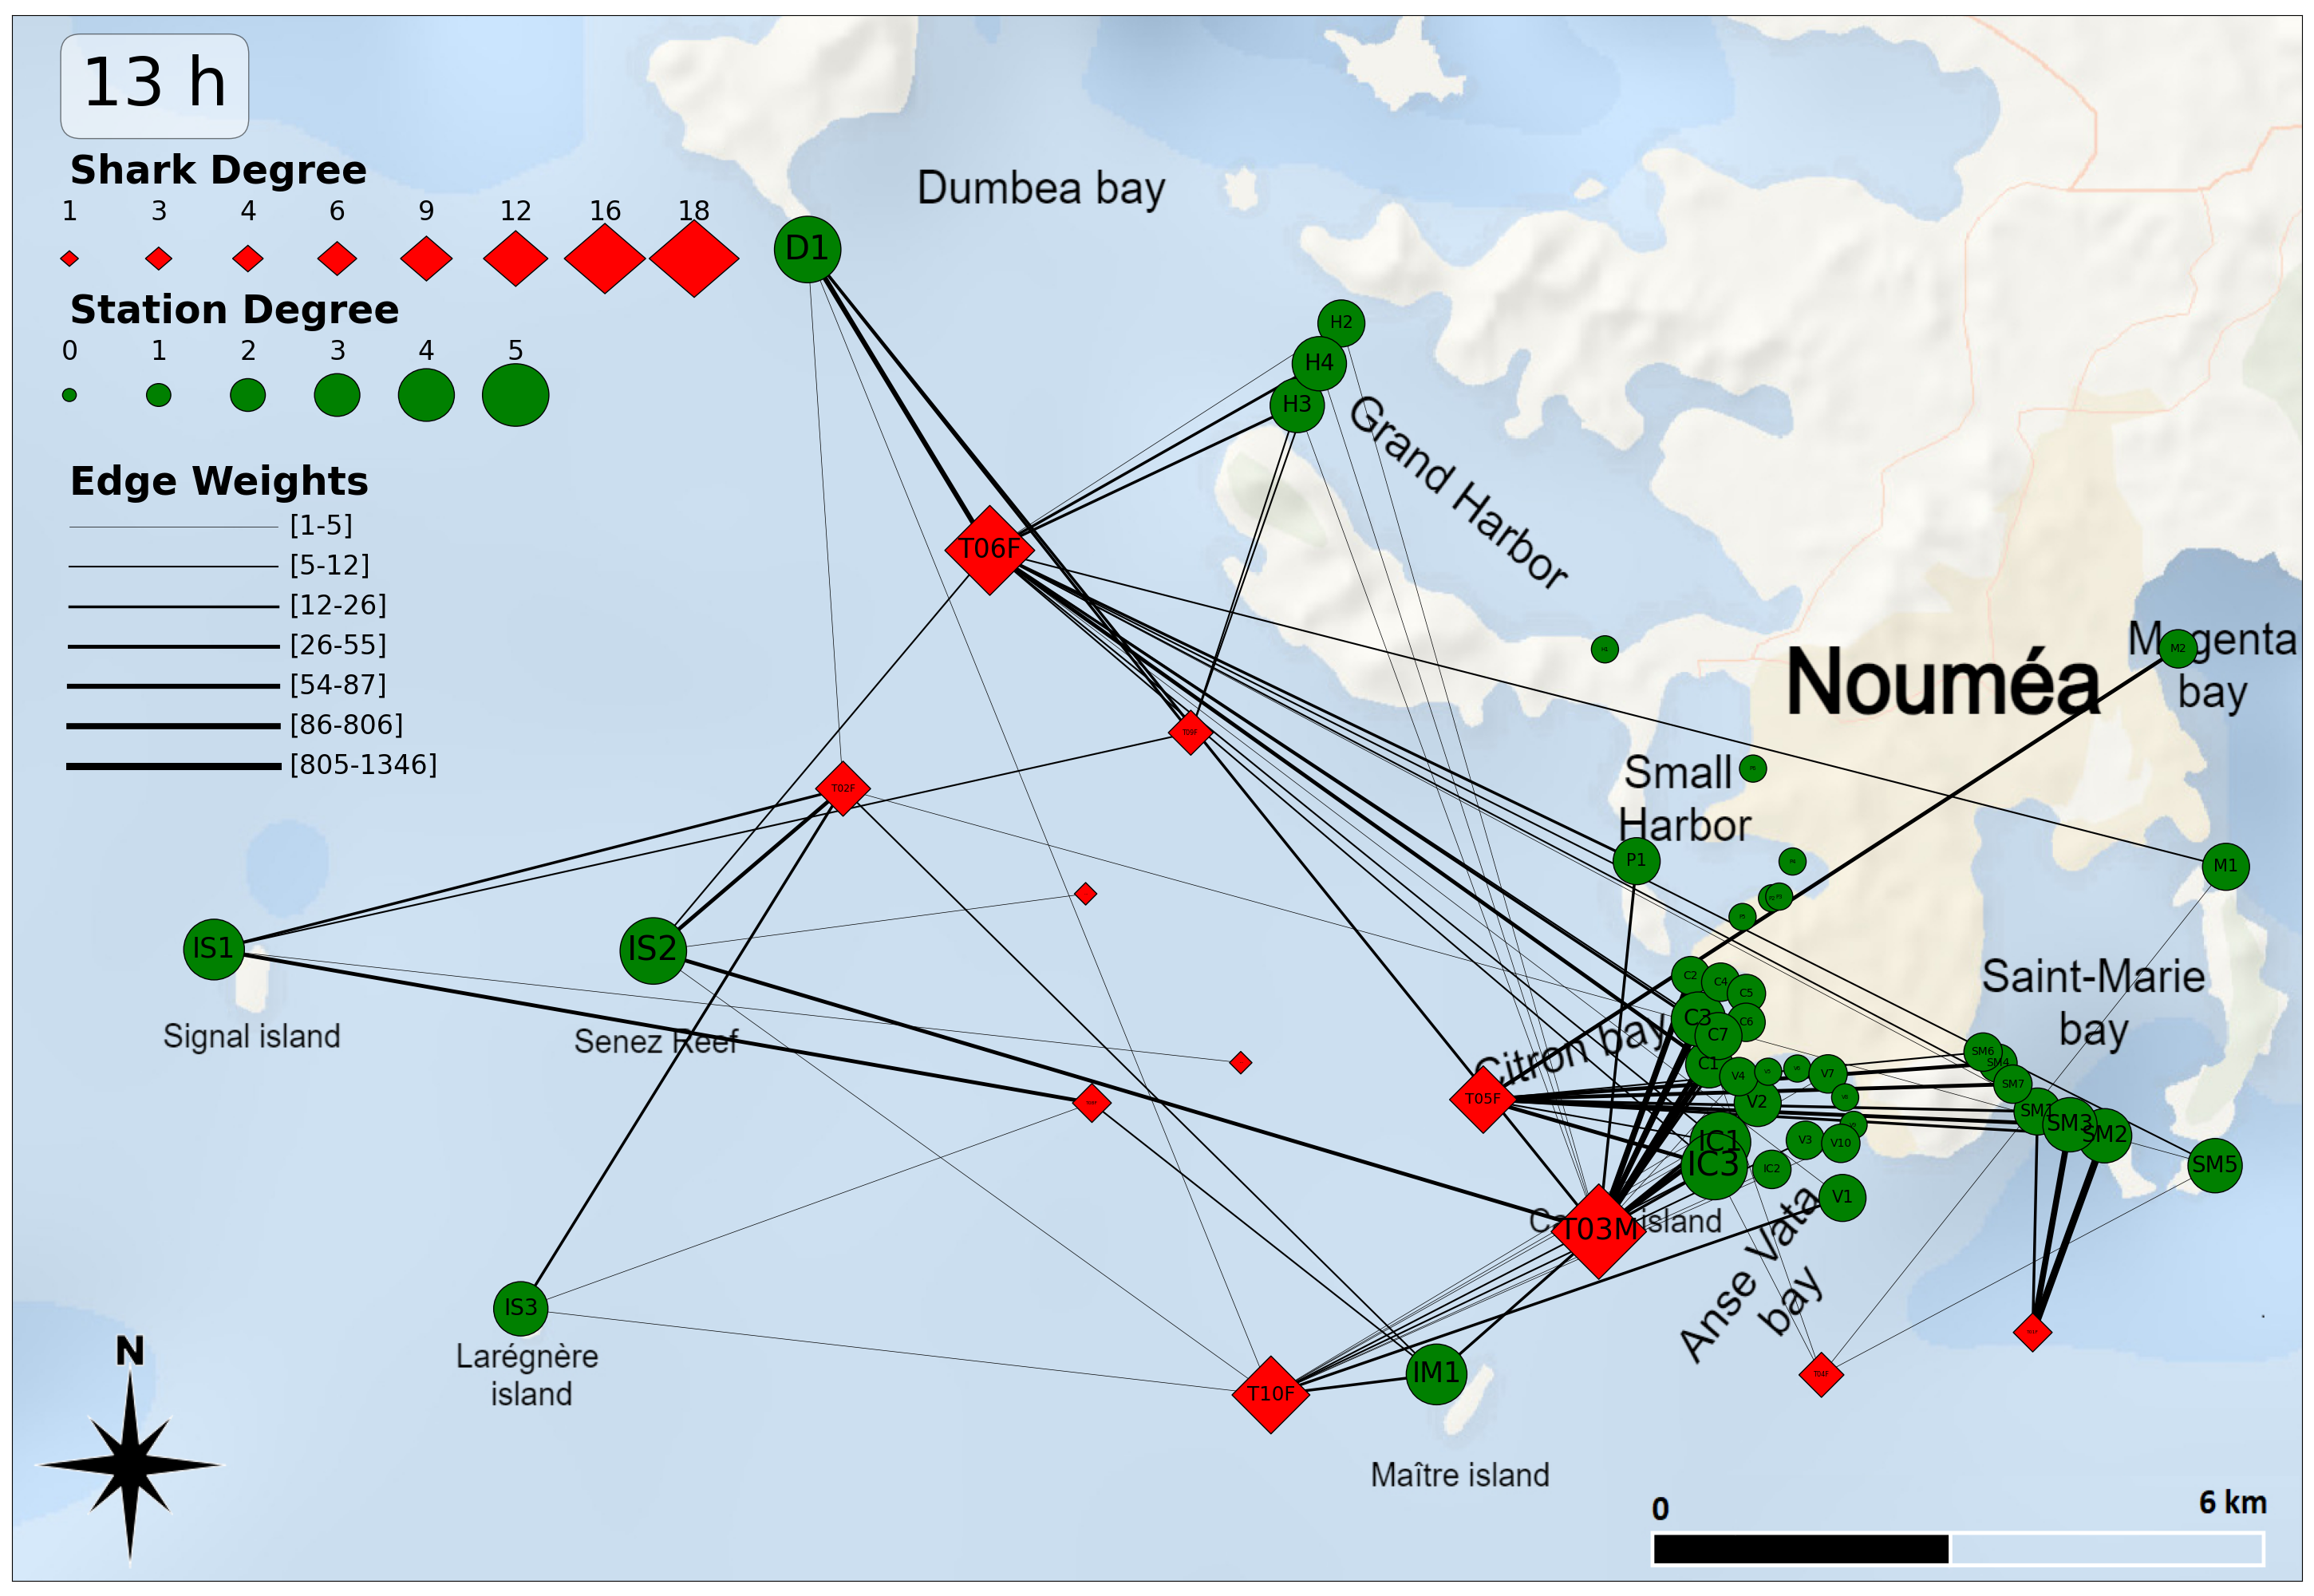 13 h
Shark Degree
1 3 4 6 9 12 16 18
Station Degree
0 1 2 3 4 5
Edge Weights
[1-5]
[5-12]
[12-26]
[26-55]
[54-87]
[86-806]
[805-1346]
D1
Dumbea bay
H2
H4
H3
Grand Harbor
T06F
Nouméa
Magenta
bay
M2
T09F
T02F
Small
Harbor
P1
M1
IS1
IS2
Signal island
Senez Reef
C2
C4
C5
C3
C6
C7
C1
Citron bay
Saint-Marie
bay
SM6
SM4
SM7
V4
V7
T05F
V2
SM1
SM3
SM2
IC1
V3
V10
IC3
IC2
SM5
V1
T03M
island
Anse Vata
bay
IS3
Larégnère
island
T10F
IM1
T04F
Maître island
N
0
6 km